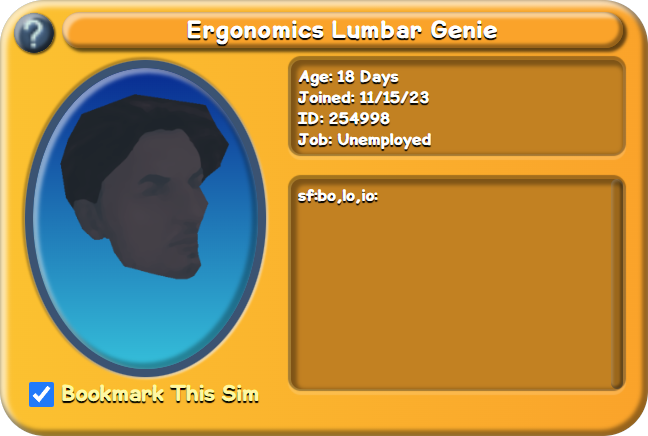 ?
Ergonomics Lumbar Genie
Age: 18 Days
Joined: 11/15/23
ID: 254998
Job: Unemployed
sf:bo,lo,io:
Bookmark This Sim